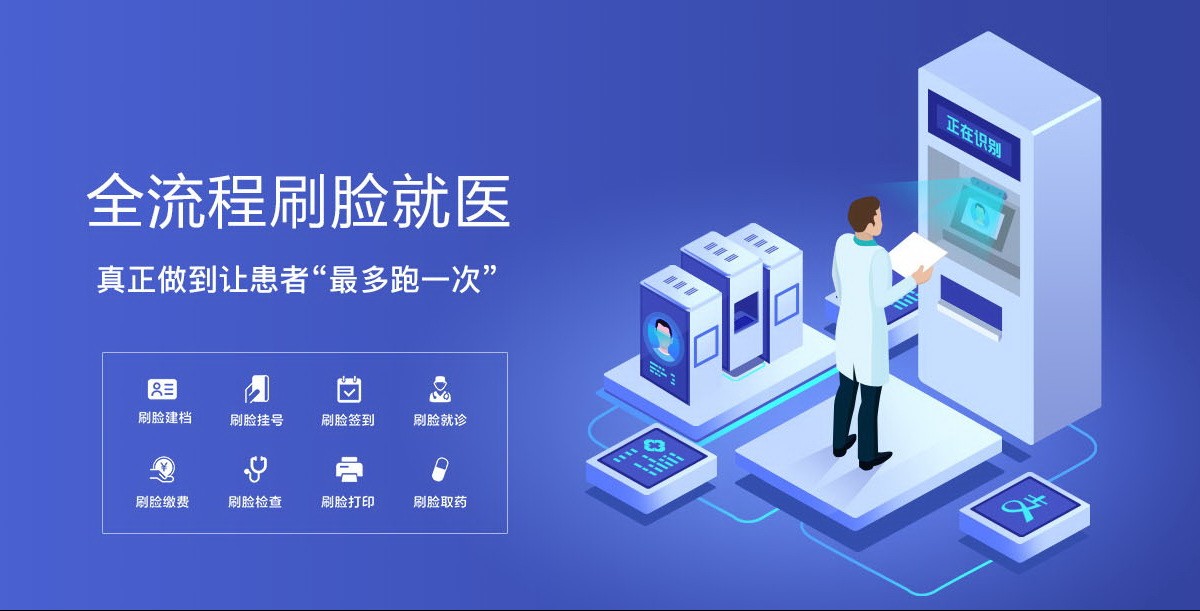 全流程刷脸就医
真正做到让患者“最多跑一次”
刷脸建档 刷脸挂号 刷脸签到 刷脸就诊
刷脸缴费 刷脸检查 刷脸打印 刷脸取药
正在识别